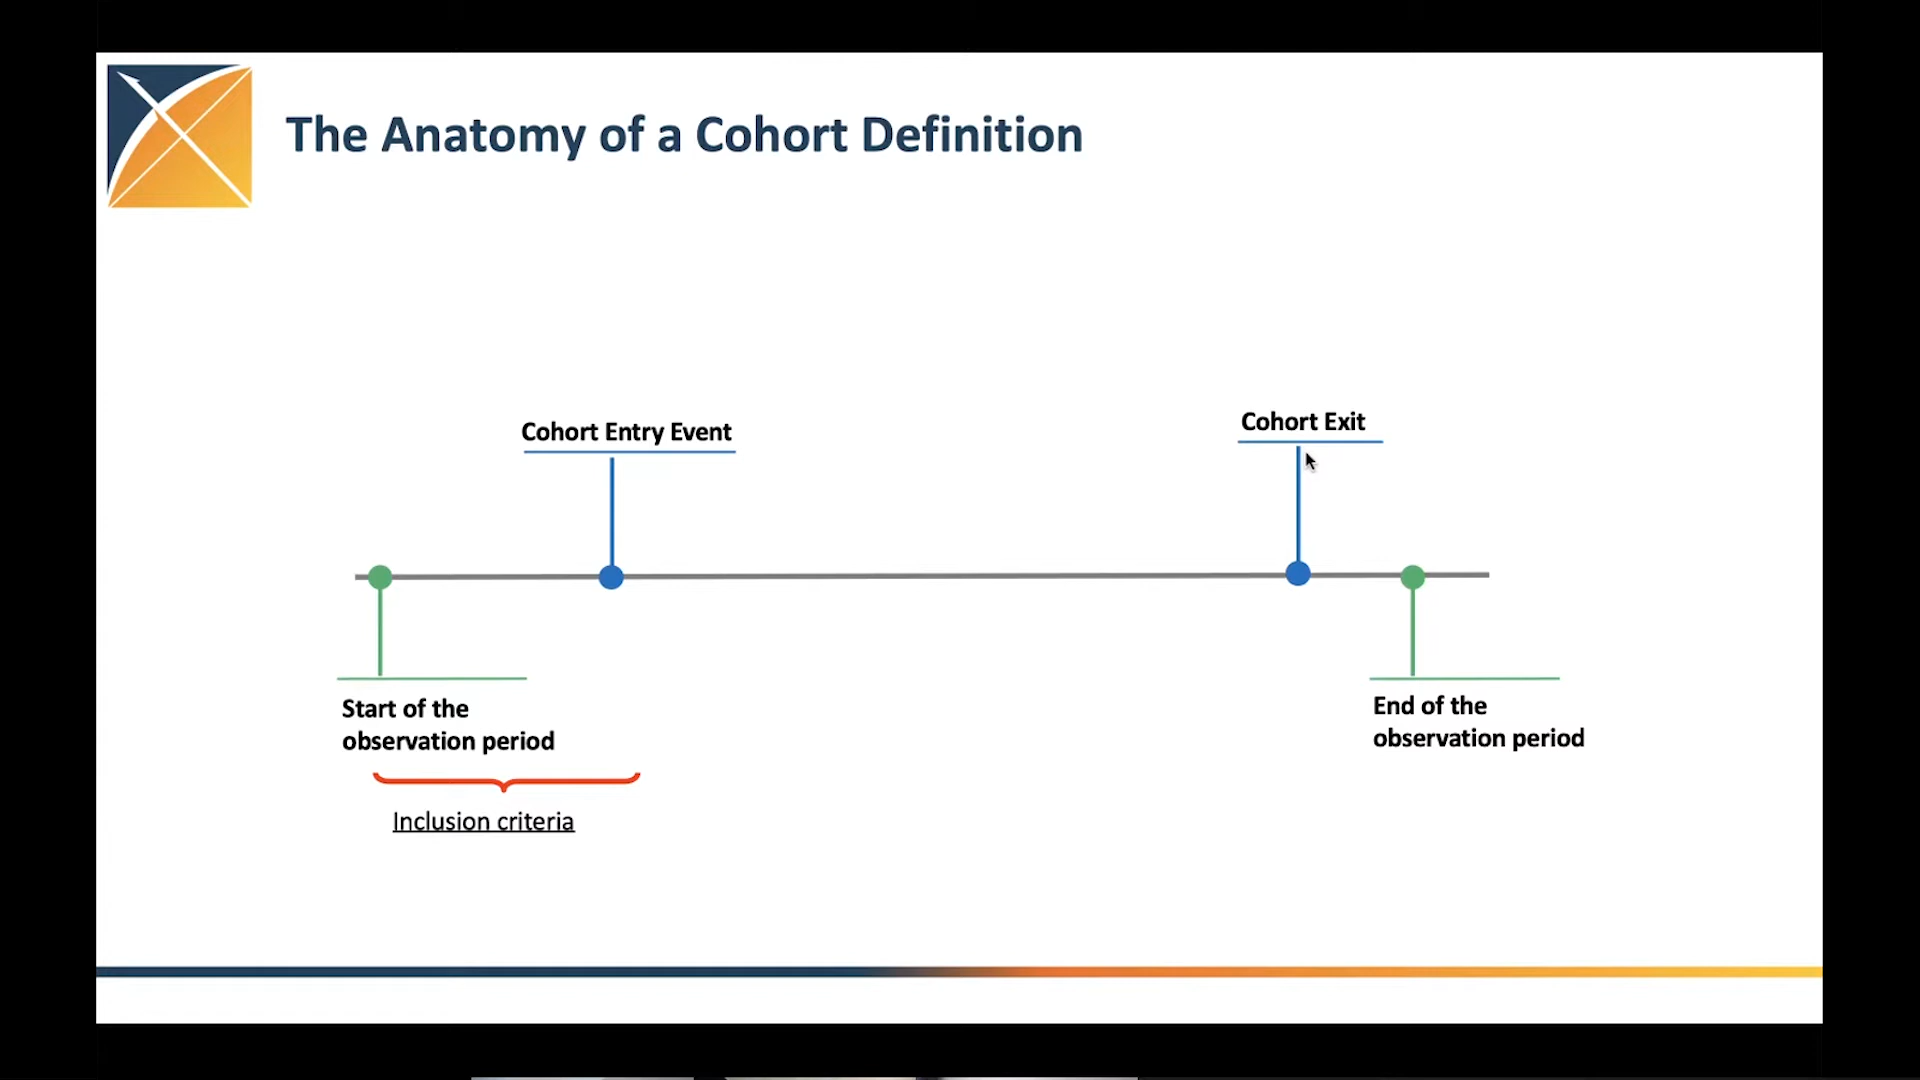 The Anatomy of a Cohort Definition
Cohort Entry Event
Cohort Exit
Start of the
observation period
End of the
observation period
Inclusion criteria